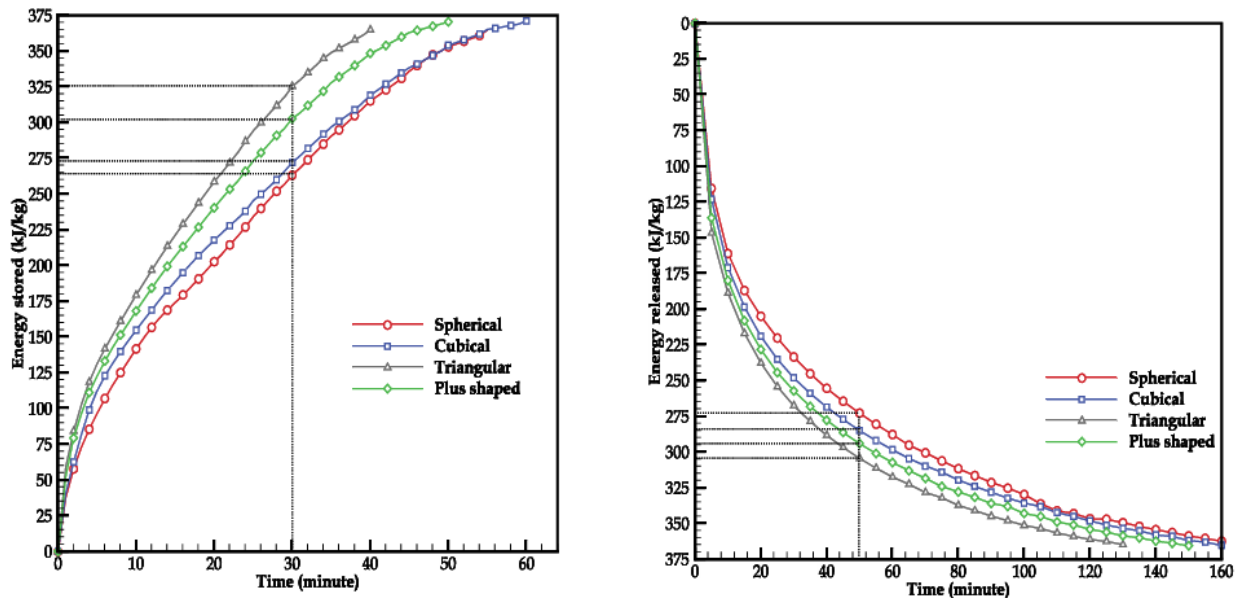 375
350
325
300
275
250
225
200
175
150
125
100
75
50
25
0
Energy stored (kJ/kg)
Spherical
Cubical
Triangular
Plus shaped
0 10 20 30 40 50 60
Time (minute)
0
25
50
75
100
125
150
175
200
225
250
275
300
325
350
375
Energy released (kJ/kg)
Spherical
Cubical
Triangular
Plus shaped
0 20 40 60 80 100 120 140 160
Time (minute)